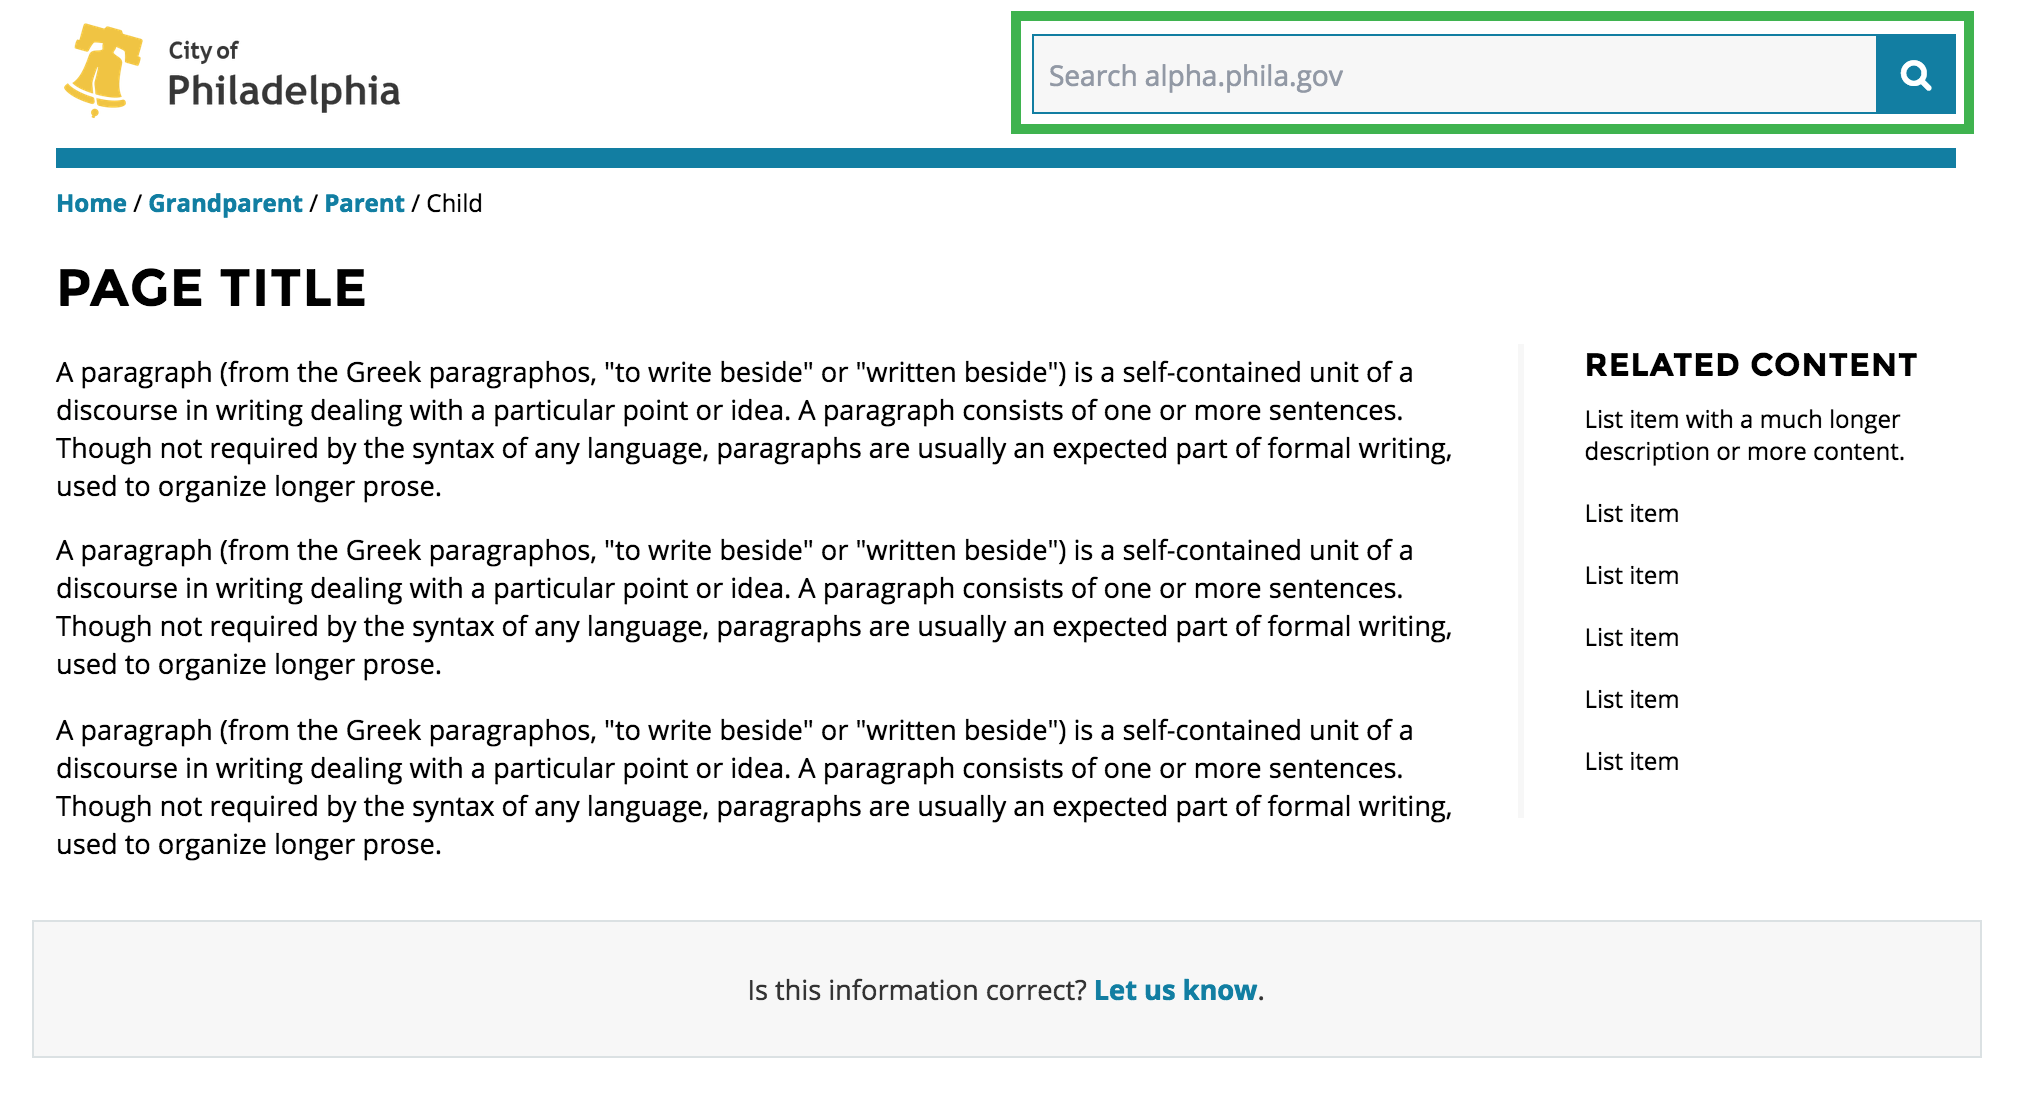 City of
Philadelphia
Search alpha.phila.gov
Home / Grandparent / Parent / Child
PAGE TITLE
A paragraph (from the Greek paragraphos, "to write beside" or "written beside") is a self-contained unit of a
discourse in writing dealing with a particular point or idea. A paragraph consists of one or more sentences.
Though not required by the syntax of any language, paragraphs are usually an expected part of formal writing,
used to organize longer prose.
A paragraph (from the Greek paragraphos, "to write beside" or "written beside") is a self-contained unit of a
discourse in writing dealing with a particular point or idea. A paragraph consists of one or more sentences.
Though not required by the syntax of any language, paragraphs are usually an expected part of formal writing,
used to organize longer prose.
A paragraph (from the Greek paragraphos, "to write beside" or "written beside") is a self-contained unit of a
discourse in writing dealing with a particular point or idea. A paragraph consists of one or more sentences.
Though not required by the syntax of any language, paragraphs are usually an expected part of formal writing,
used to organize longer prose.
RELATED CONTENT
List item with a much longer
description or more content.
List item
List item
List item
List item
List item
Is this information correct? Let us know.